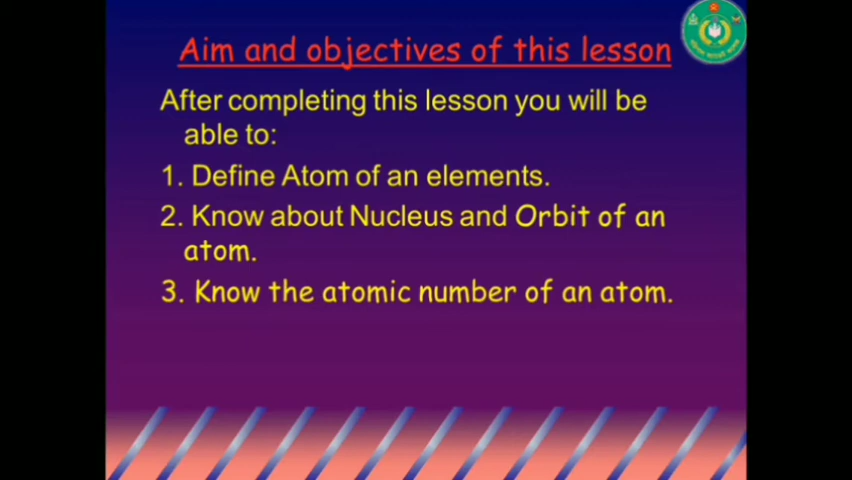 Aim and objectives of this lesson
After completing this lesson you will be
able to:
1. Define Atom of an elements.
2. Know about Nucleus and Orbit of an
atom.
3. Know the atomic number of an atom.